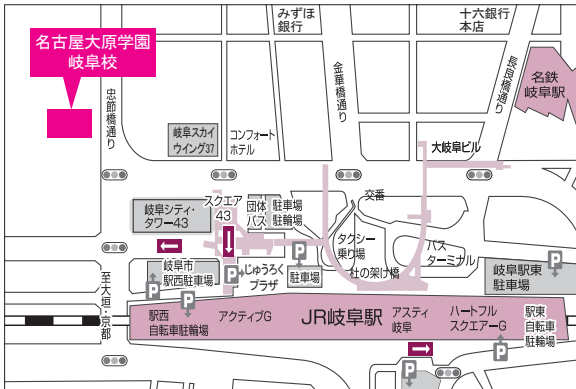 みずほ
銀行
十六銀行
本店
名古屋大原学園
岐阜校
忠節橋通り
金華橋通り
長良橋通り
名鉄
岐阜駅
岐阜スカイ
ウイング37
コンフォート
ホテル
大岐阜ビル
岐阜シティ・
タワー43
スクエア
43
団体
バス
駐車場
駐輪場
交番
タクシー
乗り場
バス
ターミナル
杜の架け橋
岐阜市
駅西駐車場
P
じゅうろく
プラザ
P
駐車場
P
岐阜駅東
駐車場
P
至大垣・京都
P
P
駅西
自転車駐輪場
アクティブG
JR岐阜駅
アスティ
岐阜
ハートフル
スクエアーG
駅東
自転車
駐輪場
P
P